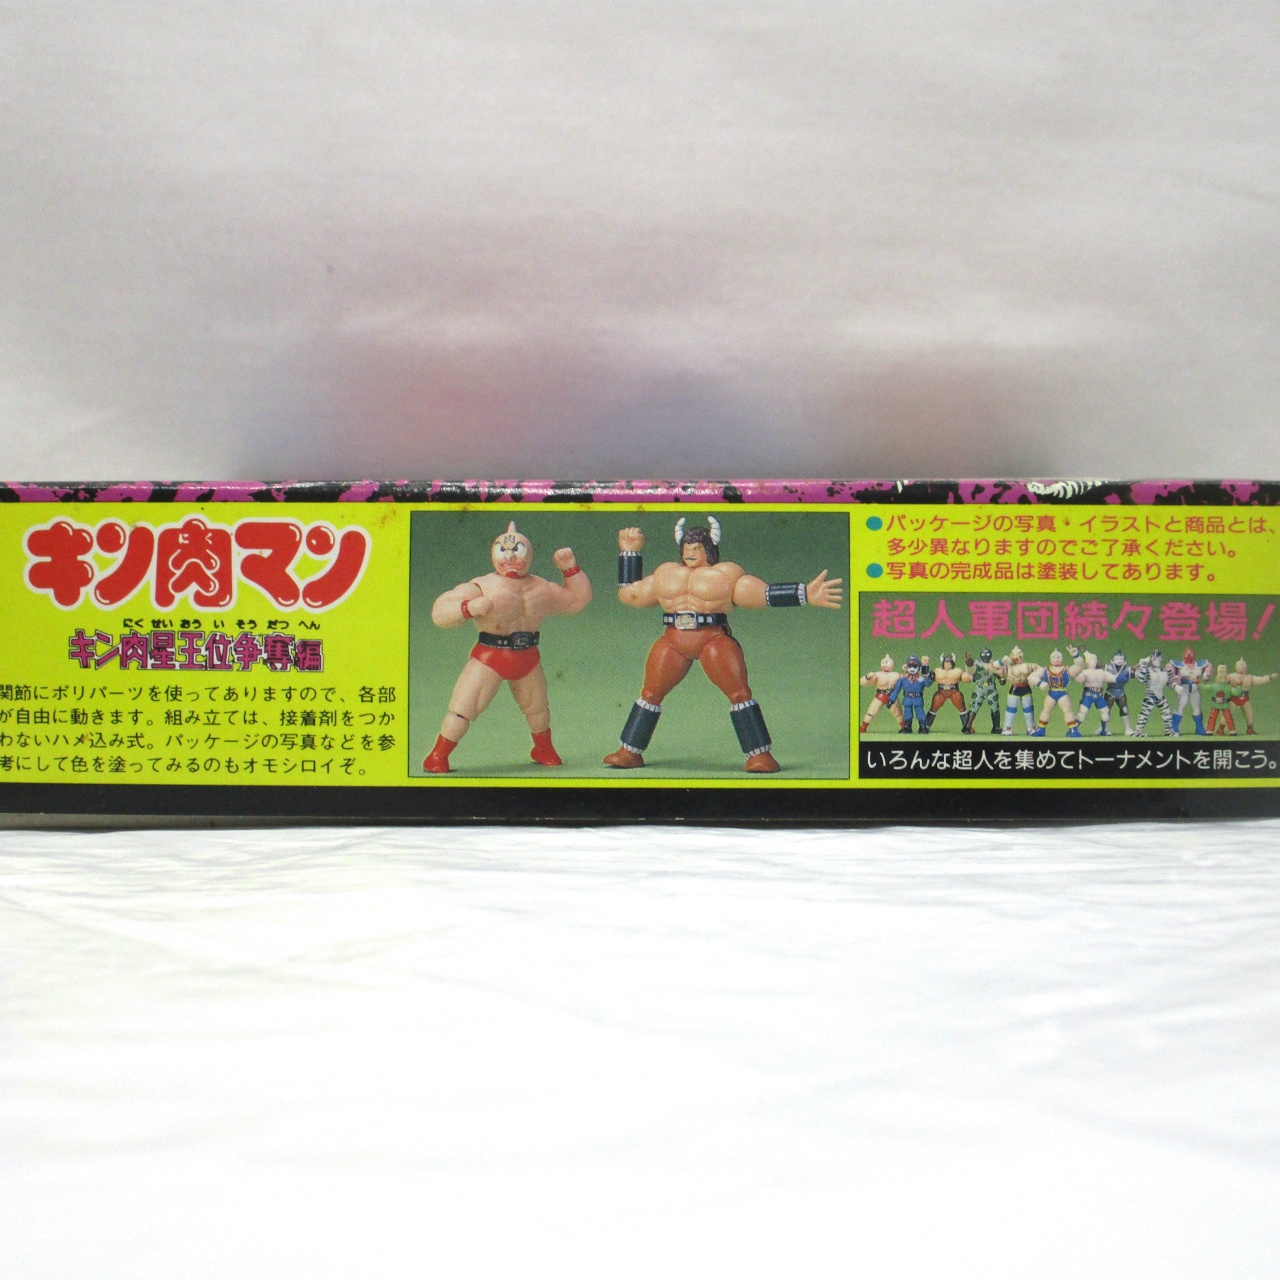 キン肉マン
にくせいおういそうだつへん
キン肉星王位争奪編
関節にポリパーツを使ってありますので、各部
が自由に動きます。組み立ては、接着剤をつか
わないハメ込み式。パッケージの写真などを参
考にして色を塗ってみるのもオモシロイぞ。
●パッケージの写真・イラストと商品とは、
多少異なりますのでご了承ください。
●写真の完成品は塗装してあります。
超人軍団続々登場!
いろんな超人を集めてトーナメントを開こう。